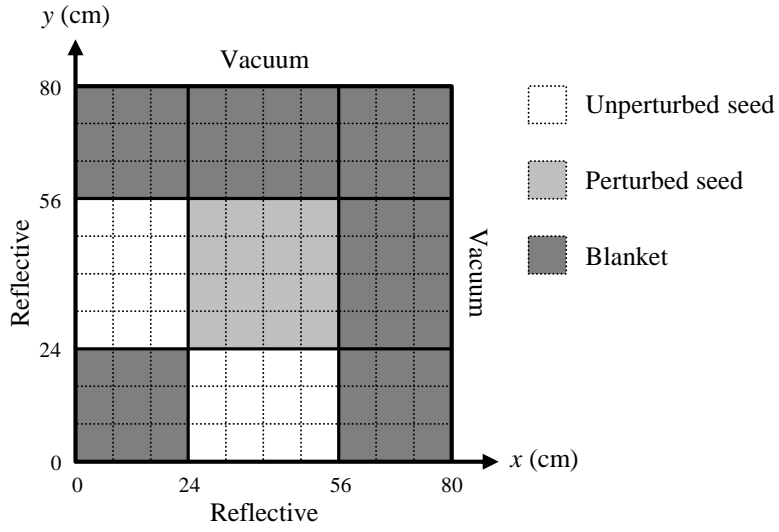 y (cm)
Vacuum
80
56
24
0
Reflective
Vacuum
Unperturbed seed
Perturbed seed
Blanket
x (cm)
0 24 56 80
Reflective